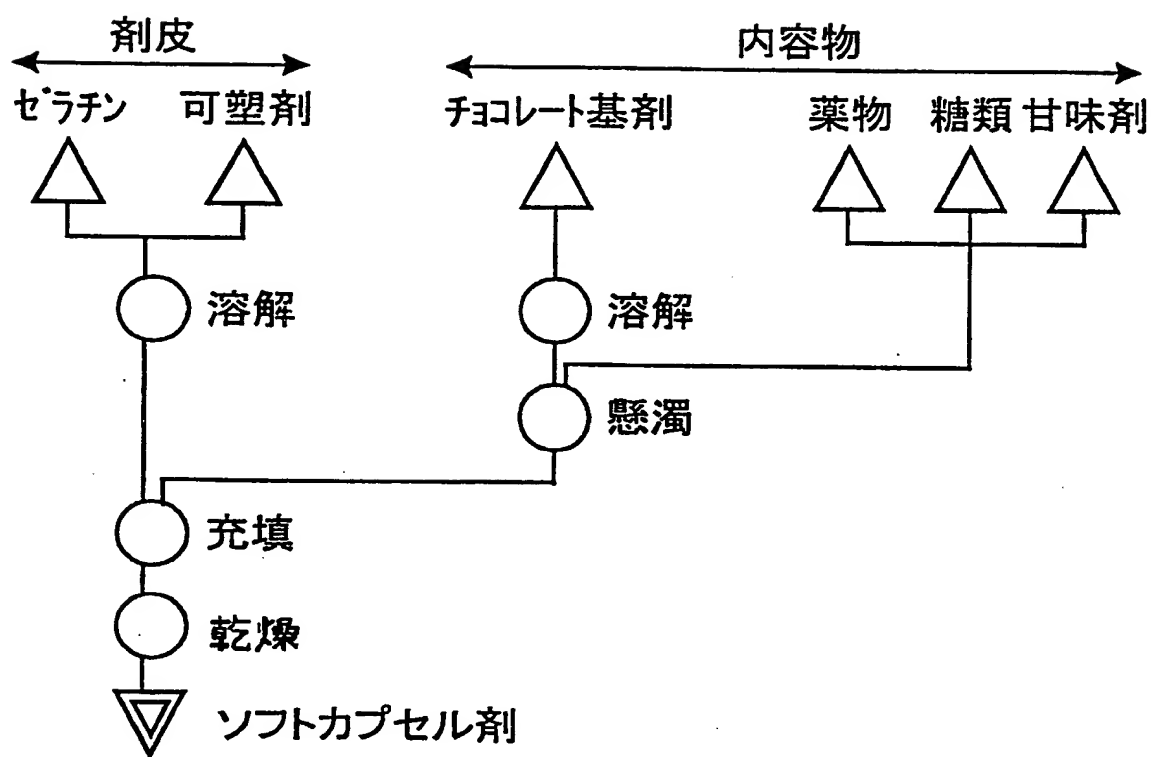 剤皮 内容物
ゼラチン 可塑剤 チョコレート基剤 薬物 糖類 甘味剤
溶解 溶解
懸濁
充填
乾燥
ソフトカプセル剤